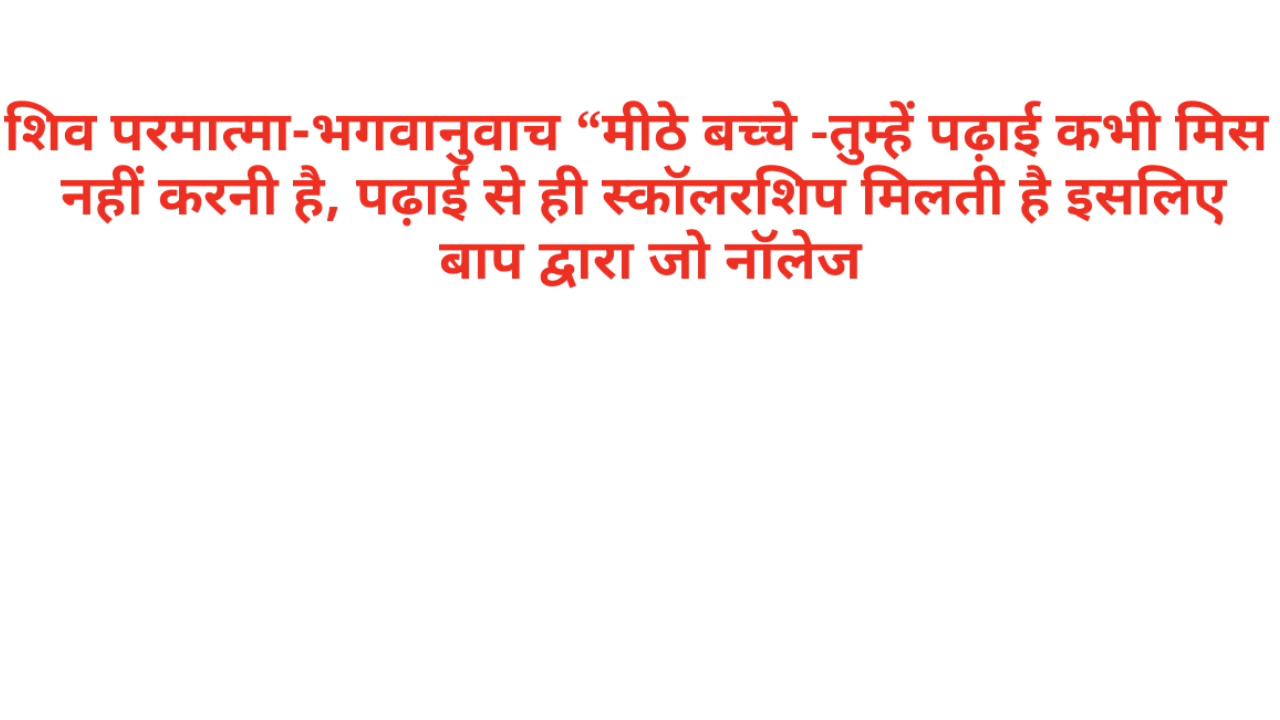 शिव परमात्मा-भगवानुवाच “मीठे बच्चे -तुम्हें पढ़ाई कभी मिस
नहीं करनी है, पढ़ाई से ही स्कॉलरशिप मिलती है इसलिए
बाप द्वारा जो नॉलेज